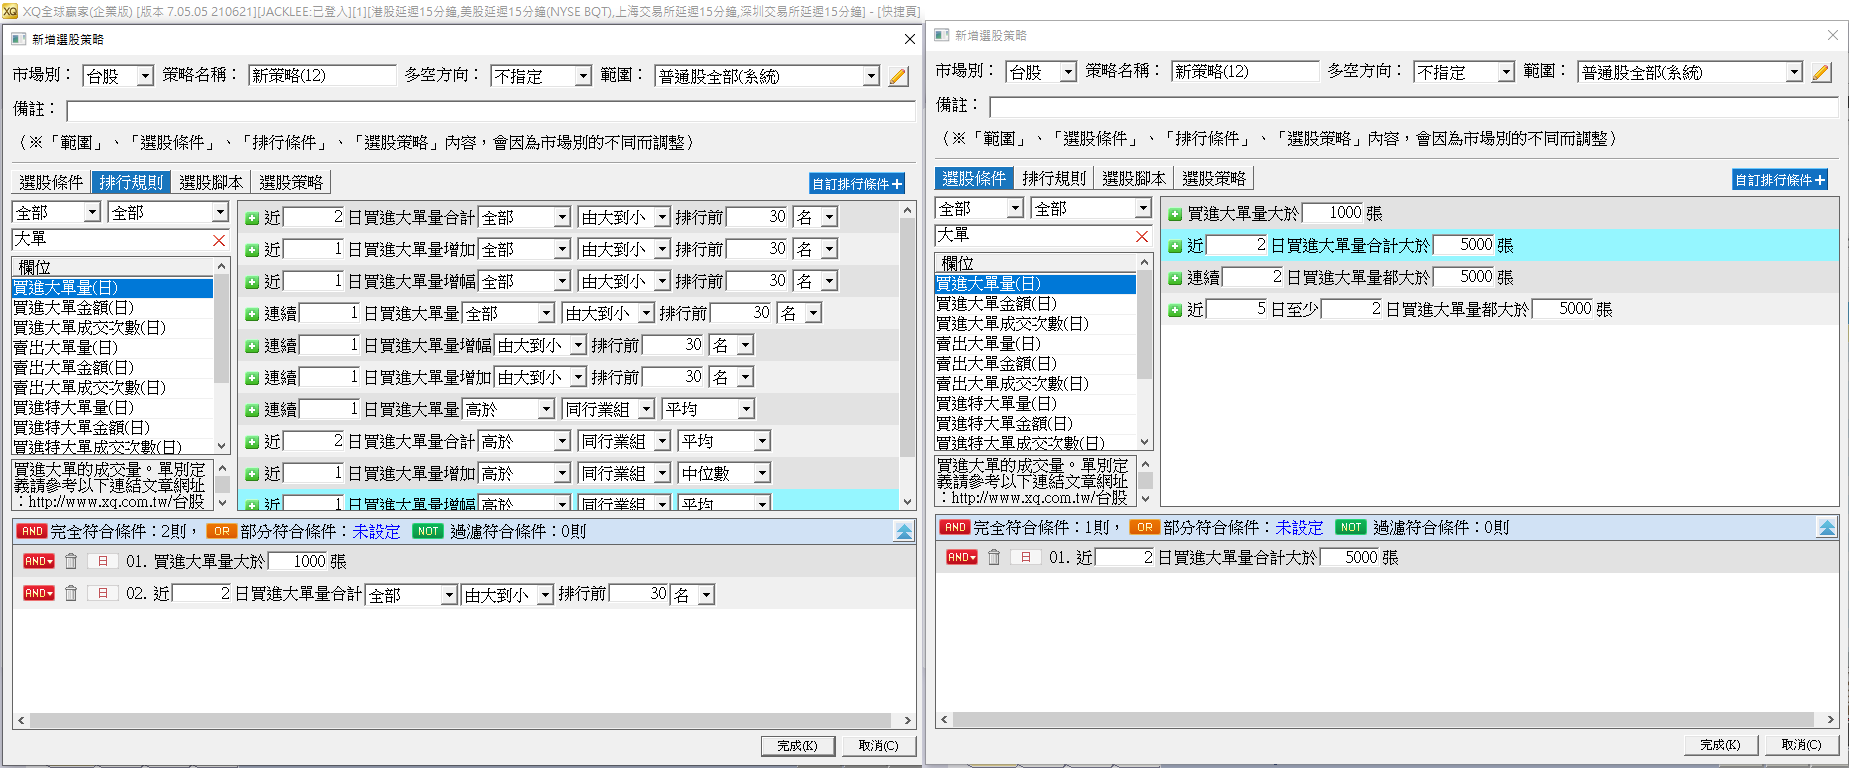 XQ全球贏家(企業版) [版本 7.05.05 210621][JACKLEE:已登入][1][港股延遲15分鐘,美股延遲15分鐘(NYSE BQT),上海交易所延遲15分鐘,深圳交易所延遲15分鐘] - [快捷頁]
新增選股策略
市場別： 台股 策略名稱： 新策略(12) 多空方向： 不指定 範圍： 普通股全部(系統)
備註：
（※「範圍」、「選股條件」、「排行條件」、「選股策略」內容，會因為市場別的不同而調整）
選股條件 排行規則 選股腳本 選股策略 自訂排行條件+
全部 全部
大單
欄位
買進大單量(日)
買進大單金額(日)
買進大單成交次數(日)
賣出大單量(日)
賣出大單金額(日)
賣出大單成交次數(日)
買進特大單量(日)
買進特大單金額(日)
買進特大單成交次數(日)
買進大單的成交量。單別定
義請參考以下連結文章網址
：http://www.xq.com.tw/台股
近 2 日買進大單量合計 全部 由大到小 排行前 30 名
近 1 日買進大單量增加 全部 由大到小 排行前 30 名
近 1 日買進大單量增幅 全部 由大到小 排行前 30 名
連續 1 日買進大單量 全部 由大到小 排行前 30 名
連續 1 日買進大單量增幅 由大到小 排行前 30 名
連續 1 日買進大單量增加 由大到小 排行前 30 名
連續 1 日買進大單量 高於 同行業組 平均
近 2 日買進大單量合計 高於 同行業組 平均
近 1 日買進大單量增加 高於 同行業組 中位數
近 1 日買進大單量增幅 高於 同行業組 平均
AND 完全符合條件：2則， OR 部分符合條件：未設定 NOT 過濾符合條件：0則
AND 日 01. 買進大單量大於 1000 張
AND 日 02. 近 2 日買進大單量合計 全部 由大到小 排行前 30 名
完成(K) 取消(C)
新增選股策略
市場別： 台股 策略名稱： 新策略(12) 多空方向： 不指定 範圍： 普通股全部(系統)
備註：
（※「範圍」、「選股條件」、「排行條件」、「選股策略」內容，會因為市場別的不同而調整）
選股條件 排行規則 選股腳本 選股策略 自訂排行條件+
全部 全部
大單
欄位
買進大單量(日)
買進大單金額(日)
買進大單成交次數(日)
賣出大單量(日)
賣出大單金額(日)
賣出大單成交次數(日)
買進特大單量(日)
買進特大單金額(日)
買進特大單成交次數(日)
買進大單的成交量。單別定
義請參考以下連結文章網址
：http://www.xq.com.tw/台股
買進大單量大於 1000 張
近 2 日買進大單量合計大於 5000 張
連續 2 日買進大單量都大於 5000 張
近 5 日至少 2 日買進大單量都大於 5000 張
AND 完全符合條件：1則， OR 部分符合條件：未設定 NOT 過濾符合條件：0則
AND 日 01. 近 2 日買進大單量合計大於 5000 張
完成(K) 取消(C)